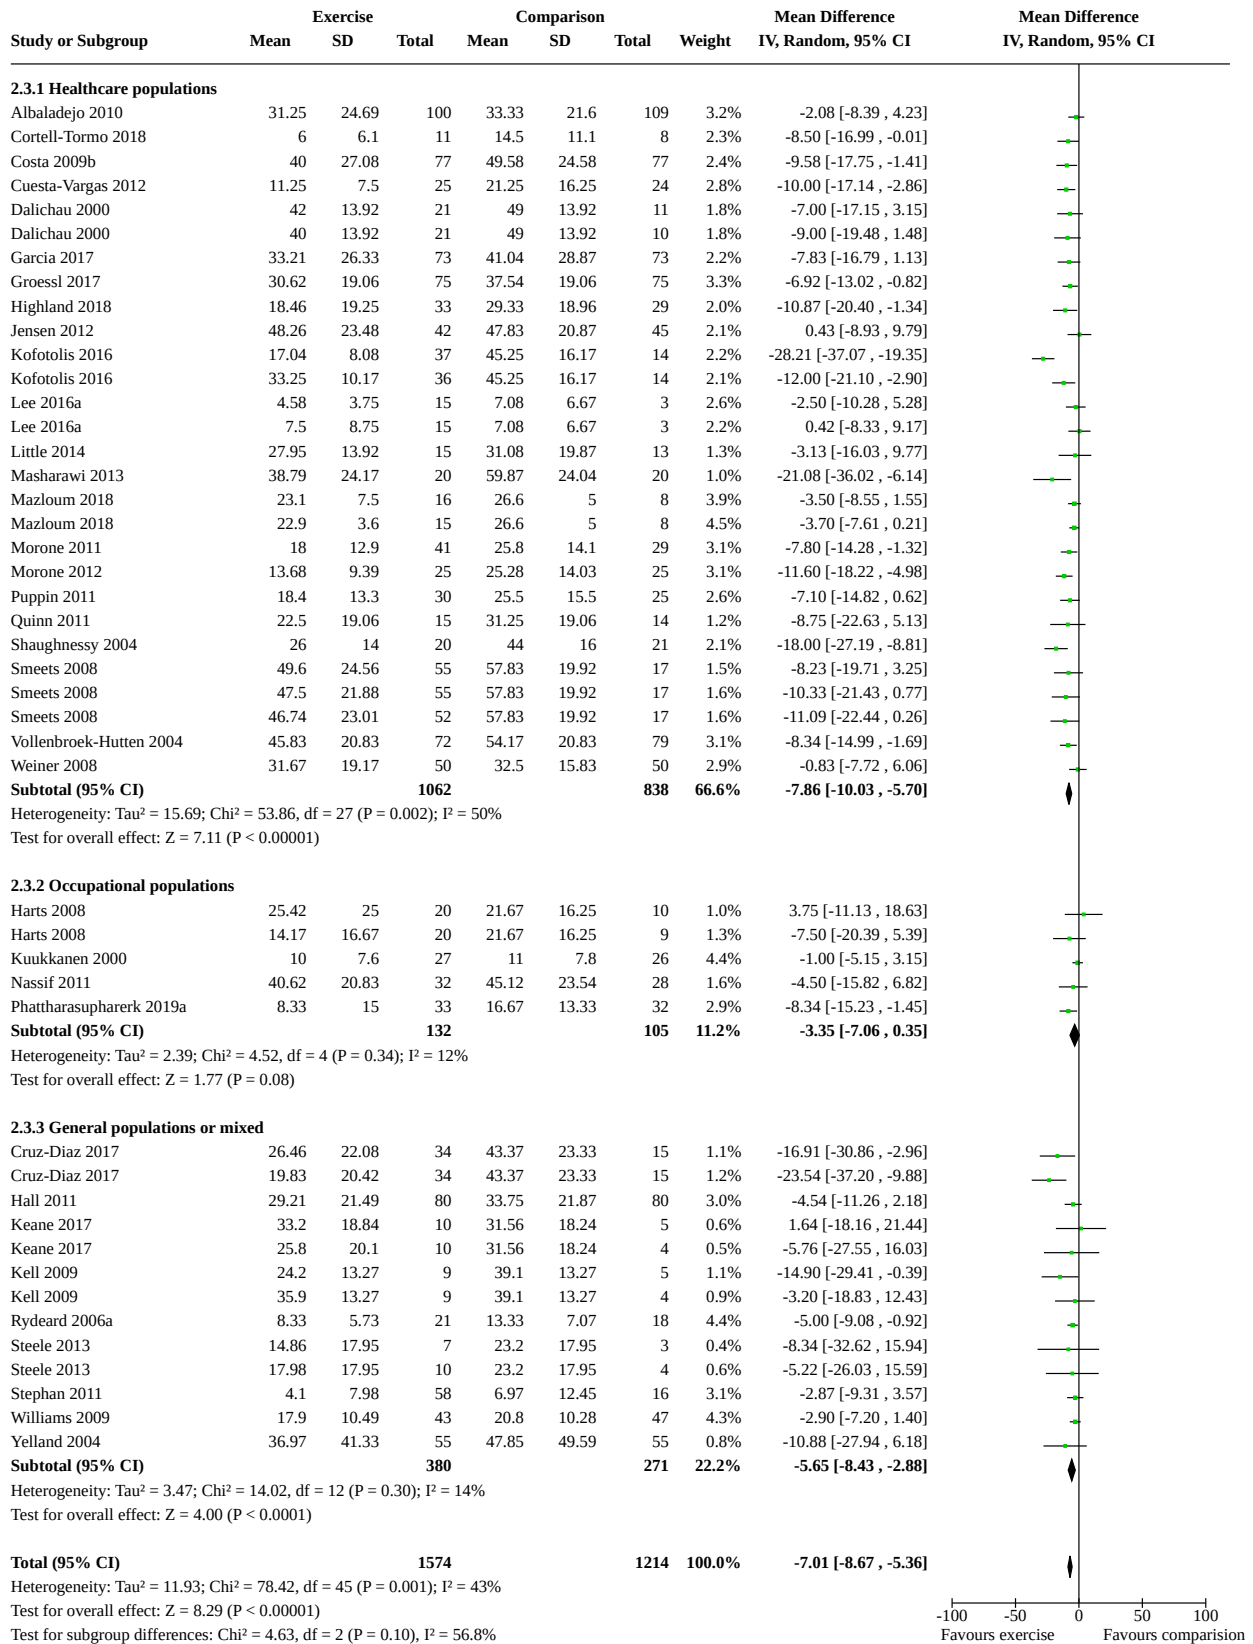 Exercise Comparison Mean Difference Mean Difference
Study or Subgroup Mean SD Total Mean SD Total Weight IV, Random, 95% CI IV, Random, 95% CI
2.3.1 Healthcare populations
Albaladejo 2010 31.25 24.69 100 33.33 21.6 109 3.2% -2.08 [-8.39 , 4.23]
Cortell-Tormo 2018 6 6.1 11 14.5 11.1 8 2.3% -8.50 [-16.99 , -0.01]
Costa 2009b 40 27.08 77 49.58 24.58 77 2.4% -9.58 [-17.75 , -1.41]
Cuesta-Vargas 2012 11.25 7.5 25 21.25 16.25 24 2.8% -10.00 [-17.14 , -2.86]
Dalichau 2000 42 13.92 21 49 13.92 11 1.8% -7.00 [-17.15 , 3.15]
Dalichau 2000 40 13.92 21 49 13.92 10 1.8% -9.00 [-19.48 , 1.48]
Garcia 2017 33.21 26.33 73 41.04 28.87 73 2.2% -7.83 [-16.79 , 1.13]
Groessl 2017 30.62 19.06 75 37.54 19.06 75 3.3% -6.92 [-13.02 , -0.82]
Highland 2018 18.46 19.25 33 29.33 18.96 29 2.0% -10.87 [-20.40 , -1.34]
Jensen 2012 48.26 23.48 42 47.83 20.87 45 2.1% 0.43 [-8.93 , 9.79]
Kofotolis 2016 17.04 8.08 37 45.25 16.17 14 2.2% -28.21 [-37.07 , -19.35]
Kofotolis 2016 33.25 10.17 36 45.25 16.17 14 2.1% -12.00 [-21.10 , -2.90]
Lee 2016a 4.58 3.75 15 7.08 6.67 3 2.6% -2.50 [-10.28 , 5.28]
Lee 2016a 7.5 8.75 15 7.08 6.67 3 2.2% 0.42 [-8.33 , 9.17]
Little 2014 27.95 13.92 15 31.08 19.87 13 1.3% -3.13 [-16.03 , 9.77]
Masharawi 2013 38.79 24.17 20 59.87 24.04 20 1.0% -21.08 [-36.02 , -6.14]
Mazloum 2018 23.1 7.5 16 26.6 5 8 3.9% -3.50 [-8.55 , 1.55]
Mazloum 2018 22.9 3.6 15 26.6 5 8 4.5% -3.70 [-7.61 , 0.21]
Morone 2011 18 12.9 41 25.8 14.1 29 3.1% -7.80 [-14.28 , -1.32]
Morone 2012 13.68 9.39 25 25.28 14.03 25 3.1% -11.60 [-18.22 , -4.98]
Puppin 2011 18.4 13.3 30 25.5 15.5 25 2.6% -7.10 [-14.82 , 0.62]
Quinn 2011 22.5 19.06 15 31.25 19.06 14 1.2% -8.75 [-22.63 , 5.13]
Shaughnessy 2004 26 14 20 44 16 21 2.1% -18.00 [-27.19 , -8.81]
Smeets 2008 49.6 24.56 55 57.83 19.92 17 1.5% -8.23 [-19.71 , 3.25]
Smeets 2008 47.5 21.88 55 57.83 19.92 17 1.6% -10.33 [-21.43 , 0.77]
Smeets 2008 46.74 23.01 52 57.83 19.92 17 1.6% -11.09 [-22.44 , 0.26]
Vollenbroek-Hutten 2004 45.83 20.83 72 54.17 20.83 79 3.1% -8.34 [-14.99 , -1.69]
Weiner 2008 31.67 19.17 50 32.5 15.83 50 2.9% -0.83 [-7.72 , 6.06]
Subtotal (95% CI) 1062 838 66.6% -7.86 [-10.03 , -5.70]
Heterogeneity: Tau² = 15.69; Chi² = 53.86, df = 27 (P = 0.002); I² = 50%
Test for overall effect: Z = 7.11 (P < 0.00001)
2.3.2 Occupational populations
Harts 2008 25.42 25 20 21.67 16.25 10 1.0% 3.75 [-11.13 , 18.63]
Harts 2008 14.17 16.67 20 21.67 16.25 9 1.3% -7.50 [-20.39 , 5.39]
Kuukkanen 2000 10 7.6 27 11 7.8 26 4.4% -1.00 [-5.15 , 3.15]
Nassif 2011 40.62 20.83 32 45.12 23.54 28 1.6% -4.50 [-15.82 , 6.82]
Phattharasupharerk 2019a 8.33 15 33 16.67 13.33 32 2.9% -8.34 [-15.23 , -1.45]
Subtotal (95% CI) 132 105 11.2% -3.35 [-7.06 , 0.35]
Heterogeneity: Tau² = 2.39; Chi² = 4.52, df = 4 (P = 0.34); I² = 12%
Test for overall effect: Z = 1.77 (P = 0.08)
2.3.3 General populations or mixed
Cruz-Diaz 2017 26.46 22.08 34 43.37 23.33 15 1.1% -16.91 [-30.86 , -2.96]
Cruz-Diaz 2017 19.83 20.42 34 43.37 23.33 15 1.2% -23.54 [-37.20 , -9.88]
Hall 2011 29.21 21.49 80 33.75 21.87 80 3.0% -4.54 [-11.26 , 2.18]
Keane 2017 33.2 18.84 10 31.56 18.24 5 0.6% 1.64 [-18.16 , 21.44]
Keane 2017 25.8 20.1 10 31.56 18.24 4 0.5% -5.76 [-27.55 , 16.03]
Kell 2009 24.2 13.27 9 39.1 13.27 5 1.1% -14.90 [-29.41 , -0.39]
Kell 2009 35.9 13.27 9 39.1 13.27 4 0.9% -3.20 [-18.83 , 12.43]
Rydeard 2006a 8.33 5.73 21 13.33 7.07 18 4.4% -5.00 [-9.08 , -0.92]
Steele 2013 14.86 17.95 7 23.2 17.95 3 0.4% -8.34 [-32.62 , 15.94]
Steele 2013 17.98 17.95 10 23.2 17.95 4 0.6% -5.22 [-26.03 , 15.59]
Stephan 2011 4.1 7.98 58 6.97 12.45 16 3.1% -2.87 [-9.31 , 3.57]
Williams 2009 17.9 10.49 43 20.8 10.28 47 4.3% -2.90 [-7.20 , 1.40]
Yelland 2004 36.97 41.33 55 47.85 49.59 55 0.8% -10.88 [-27.94 , 6.18]
Subtotal (95% CI) 380 271 22.2% -5.65 [-8.43 , -2.88]
Heterogeneity: Tau² = 3.47; Chi² = 14.02, df = 12 (P = 0.30); I² = 14%
Test for overall effect: Z = 4.00 (P < 0.0001)
Total (95% CI) 1574 1214 100.0% -7.01 [-8.67 , -5.36]
Heterogeneity: Tau² = 11.93; Chi² = 78.42, df = 45 (P = 0.001); I² = 43%
Test for overall effect: Z = 8.29 (P < 0.00001)
-100 -50 0 50 100
Test for subgroup differences: Chi² = 4.63, df = 2 (P = 0.10), I² = 56.8%
Favours exercise Favours comparision